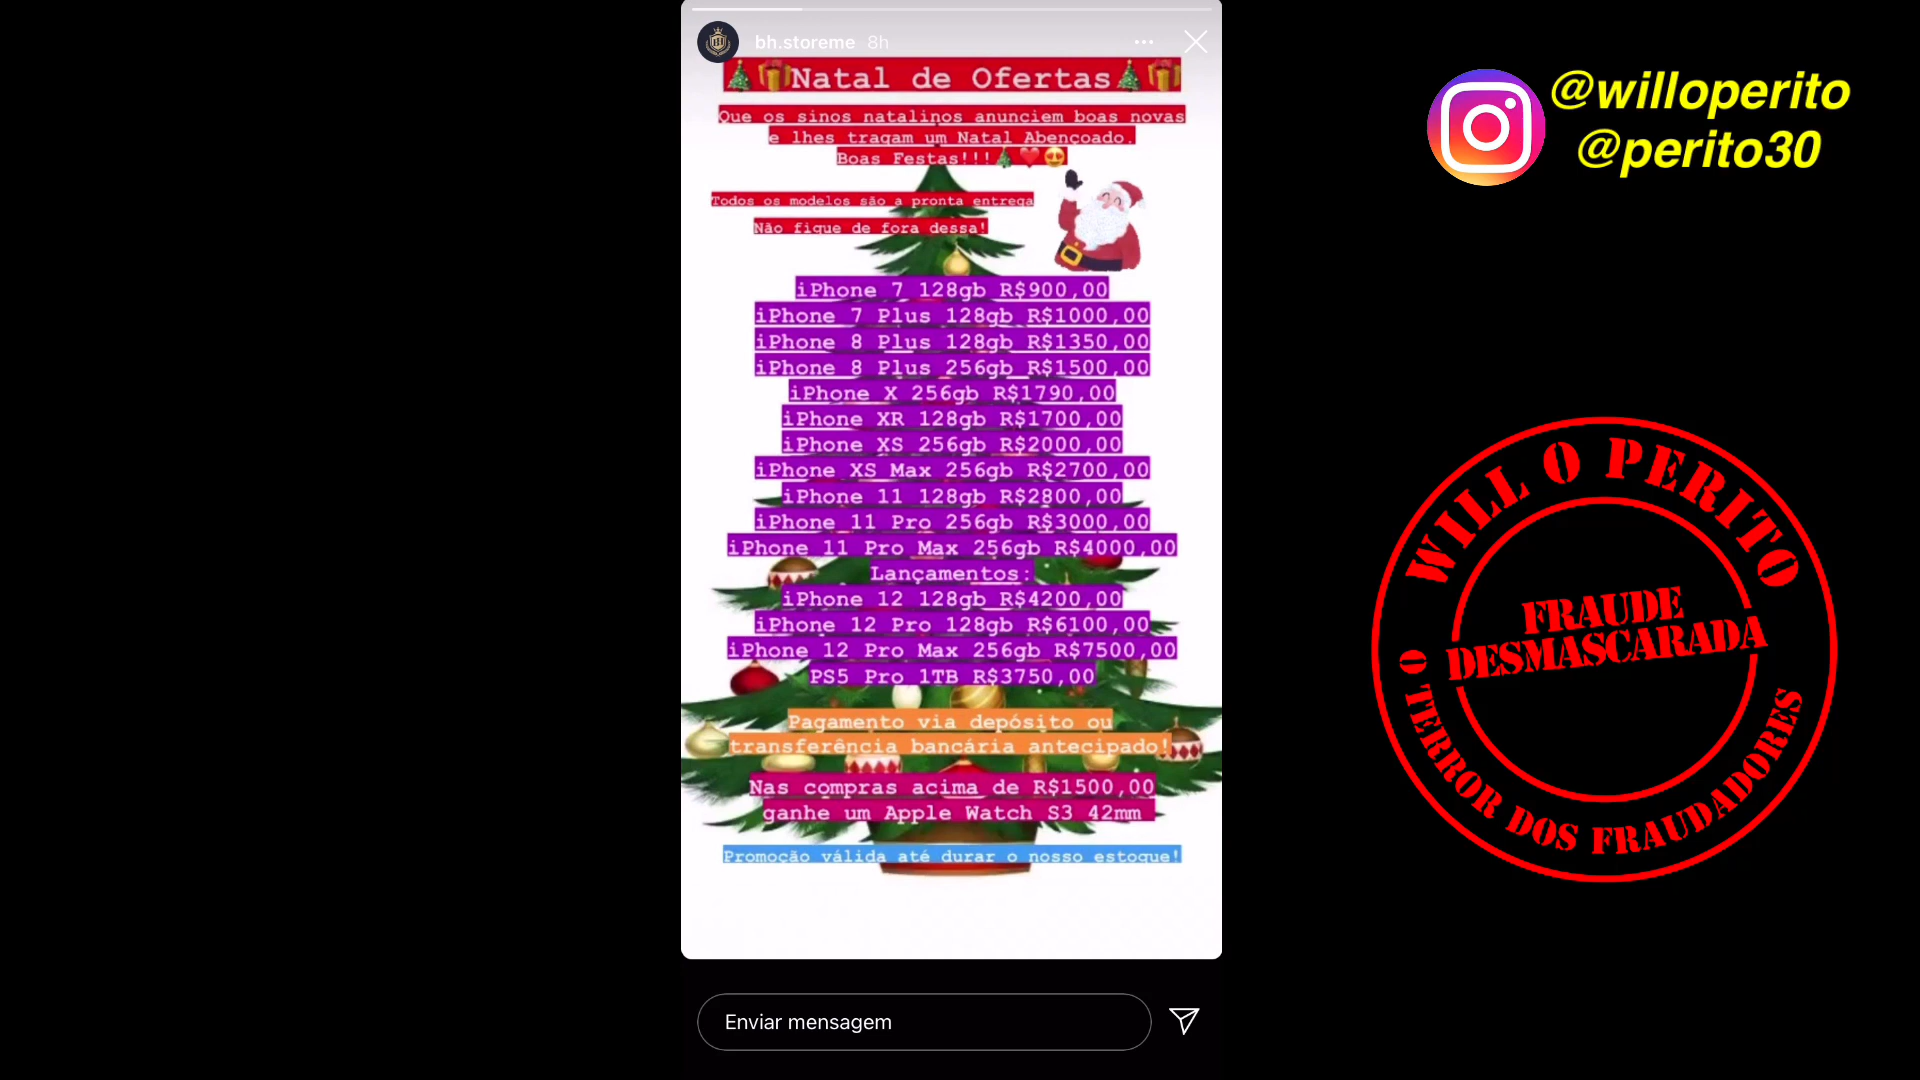 bh.storeme 8h
Natal de Ofertas
Que os sinos natalinos anunciem boas novas
e lhes tragam um Natal Abençoado.
Boas Festas!!!
Todos os modelos são a pronta entrega
Não fique de fora dessa!
iPhone 7 128gb R$900,00
iPhone 7 Plus 128gb R$1000,00
iPhone 8 Plus 128gb R$1350,00
iPhone 8 Plus 256gb R$1500,00
iPhone X 256gb R$1790,00
iPhone XR 128gb R$1700,00
iPhone XS 256gb R$2000,00
iPhone XS Max 256gb R$2700,00
iPhone 11 128gb R$2800,00
iPhone 11 Pro 256gb R$3000,00
iPhone 11 Pro Max 256gb R$4000,00
Lançamentos:
iPhone 12 128gb R$4200,00
iPhone 12 Pro 128gb R$6100,00
iPhone 12 Pro Max 256gb R$7500,00
PS5 Pro 1TB R$3750,00
Pagamento via depósito ou
transferência bancária antecipado!
Nas compras acima de R$1500,00
ganhe um Apple Watch S3 42mm
Promoção válida até durar o nosso estoque!
Enviar mensagem
@willoperito
@perito30
WILL O PERITO
FRAUDE
DESMASCARADA
O TERROR DOS FRAUDADORES